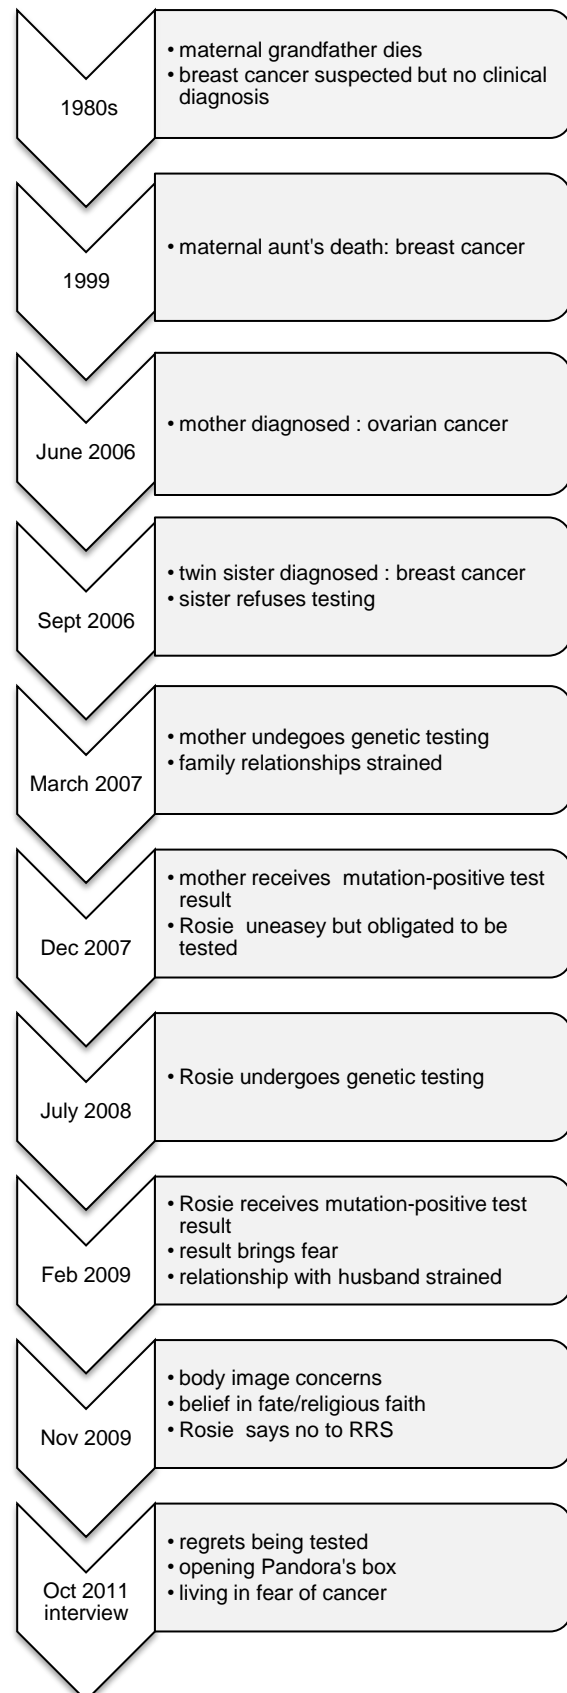 1980s
• maternal grandfather dies
• breast cancer suspected but no clinical
diagnosis
1999
• maternal aunt's death: breast cancer
June 2006
• mother diagnosed : ovarian cancer
Sept 2006
• twin sister diagnosed : breast cancer
• sister refuses testing
March 2007
• mother undegoes genetic testing
• family relationships strained
Dec 2007
• mother receives mutation-positive test
result
• Rosie uneasey but obligated to be
tested
July 2008
• Rosie undergoes genetic testing
Feb 2009
• Rosie receives mutation-positive test
result
• result brings fear
• relationship with husband strained
Nov 2009
• body image concerns
• belief in fate/religious faith
• Rosie says no to RRS
Oct 2011
interview
• regrets being tested
• opening Pandora's box
• living in fear of cancer